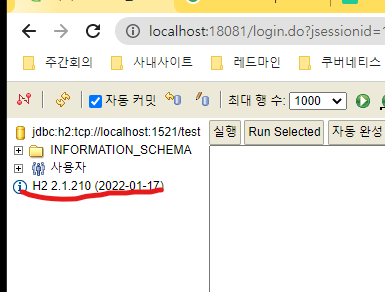 localhost:18081/login.do?jsessionid=
주간회의 사내사이트 레드마인 쿠버네티스
자동 커밋 최대 행 수: 1000
jdbc:h2:tcp://localhost:1521/test
실행 Run Selected 자동 완성
INFORMATION_SCHEMA
사용자
H2 2.1.210 (2022-01-17)